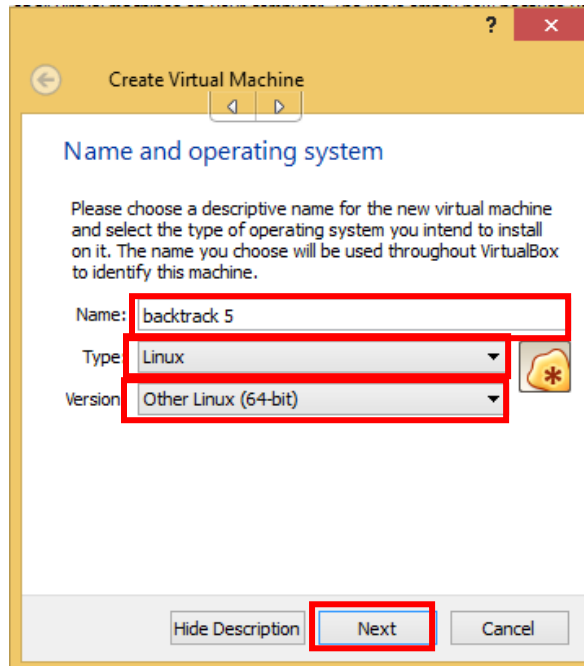 ?
Create Virtual Machine
Name and operating system
Please choose a descriptive name for the new virtual machine
and select the type of operating system you intend to install
on it. The name you choose will be used throughout VirtualBox
to identify this machine.
Name: backtrack 5
Type Linux
Version Other Linux (64-bit)
Hide Description Next Cancel